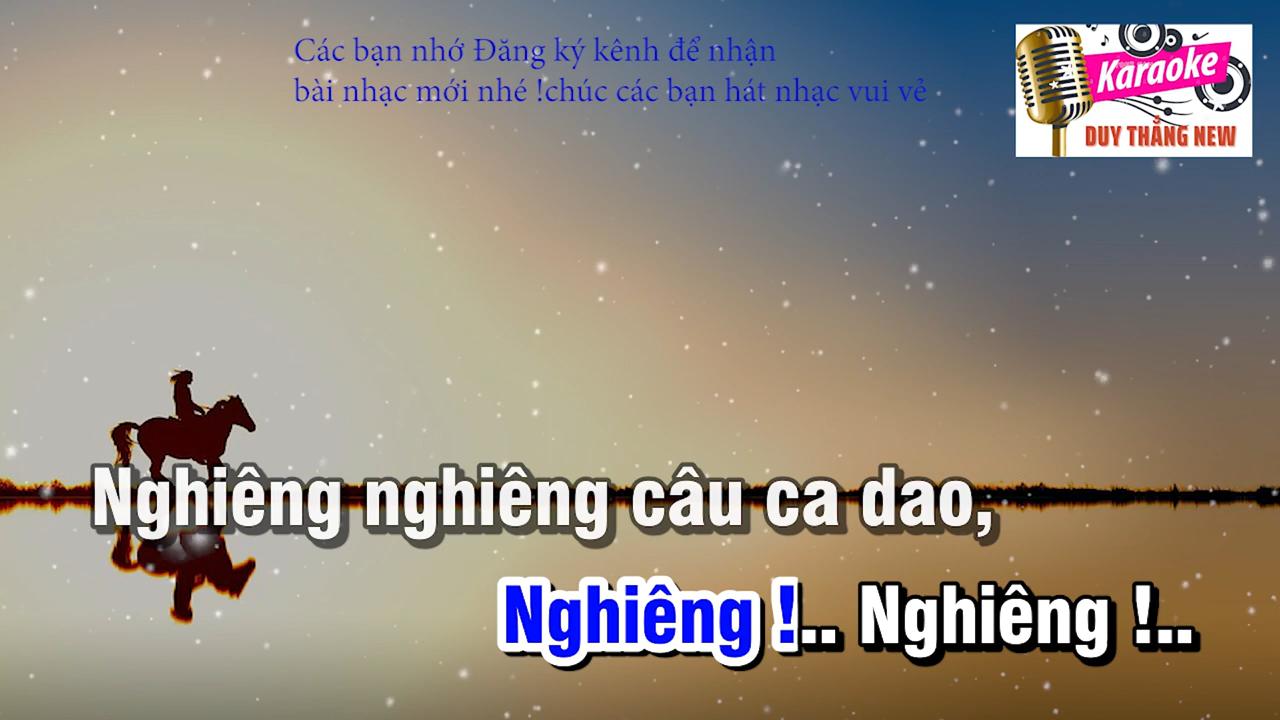 Các bạn nhớ Đăng ký kênh để nhận
bài nhạc mới nhé !chúc các bạn hát nhạc vui vẻ
Karaoke
DUY THẮNG NEW
Nghiêng nghiêng câu ca dao,
Nghiêng !.. Nghiêng !..